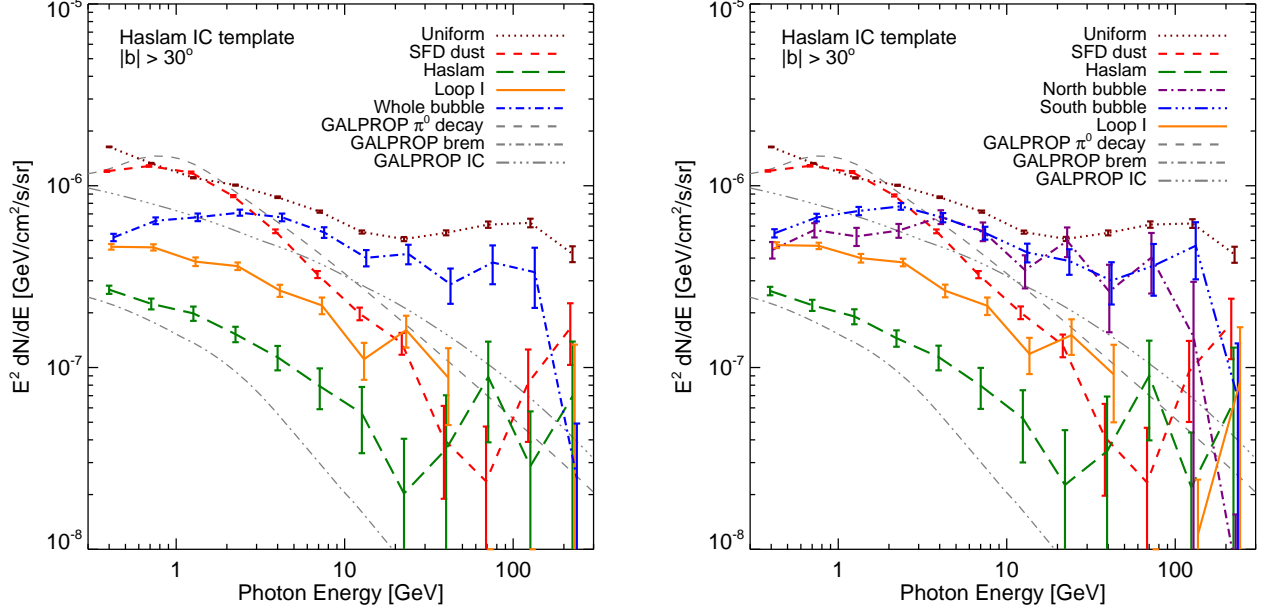 Haslam IC template
|b| > 30°
Uniform
SFD dust
Haslam
Loop I
Whole bubble
GALPROP π⁰ decay
GALPROP brem
GALPROP IC
10⁻⁵
10⁻⁶
10⁻⁷
10⁻⁸
E² dN/dE [GeV/cm²/s/sr]
1 10 100
Photon Energy [GeV]
Haslam IC template
|b| > 30°
Uniform
SFD dust
Haslam
North bubble
South bubble
Loop I
GALPROP π⁰ decay
GALPROP brem
GALPROP IC
10⁻⁵
10⁻⁶
10⁻⁷
10⁻⁸
E² dN/dE [GeV/cm²/s/sr]
1 10 100
Photon Energy [GeV]